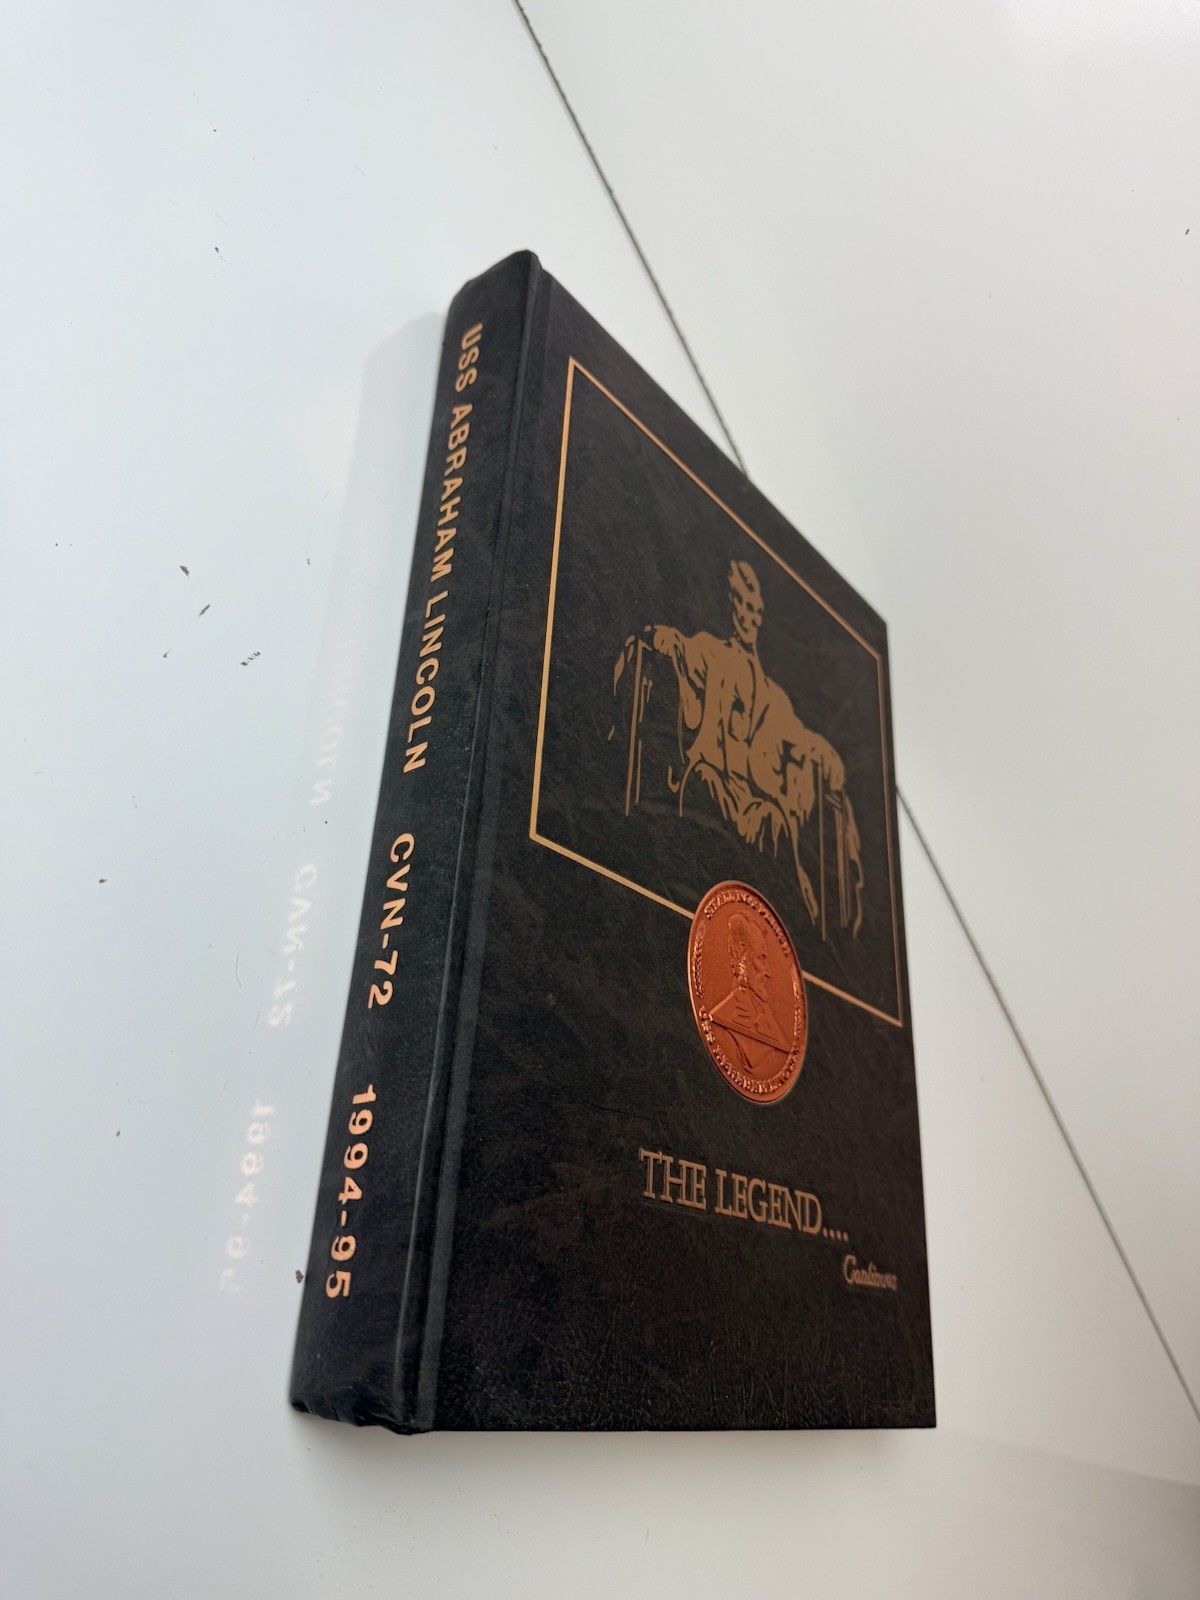 USS ABRAHAM LINCOLN CVN-72 1994-95
THE LEGEND....
Continues